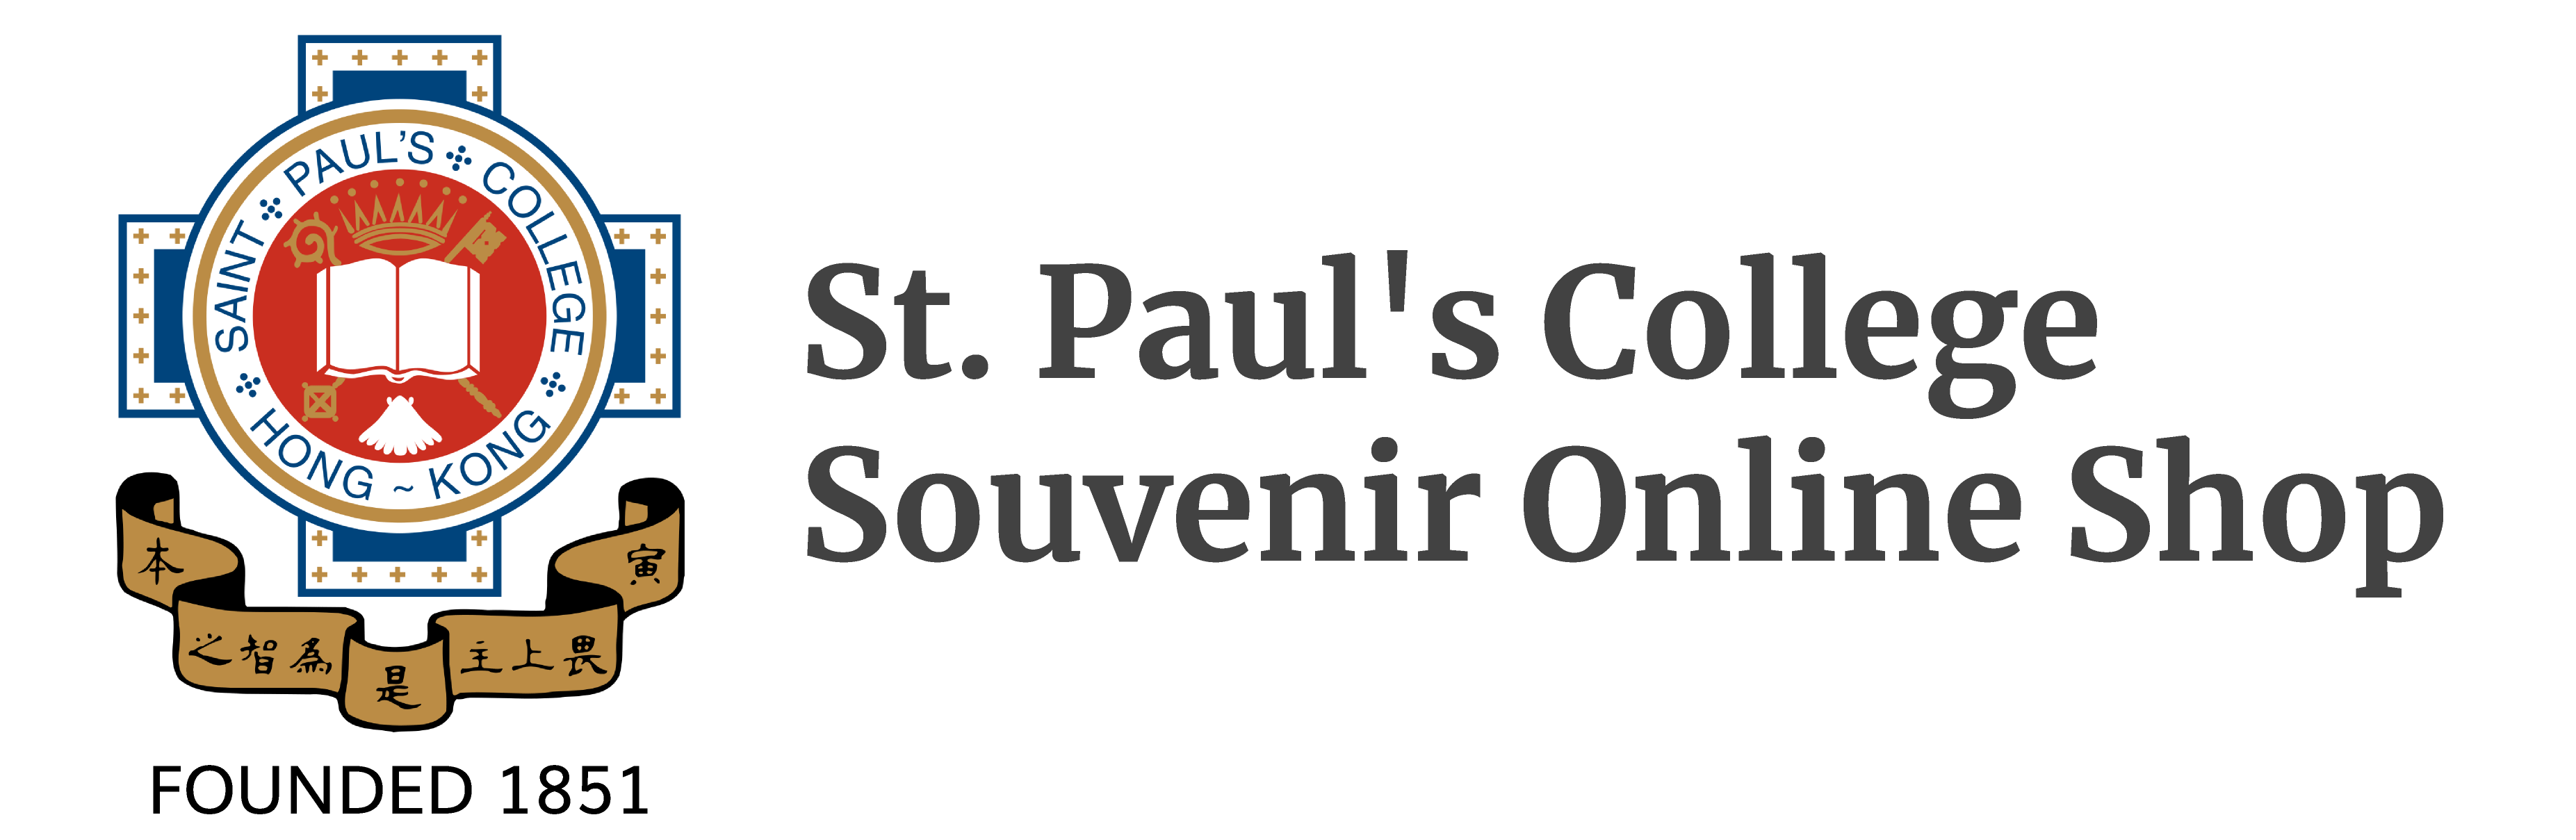 SAINT PAUL'S COLLEGE
HONG ~ KONG
寅畏上主是為智之本
FOUNDED 1851
St. Paul's College
Souvenir Online Shop